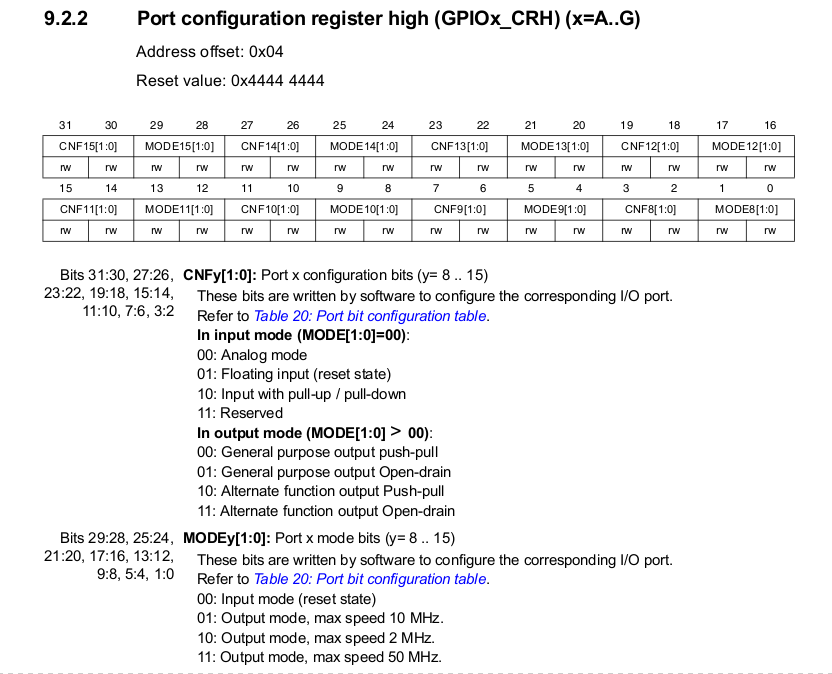 9.2.2 Port configuration register high (GPIOx_CRH) (x=A..G)
Address offset: 0x04
Reset value: 0x4444 4444
31 30 29 28 27 26 25 24 23 22 21 20 19 18 17 16
CNF15[1:0] MODE15[1:0] CNF14[1:0] MODE14[1:0] CNF13[1:0] MODE13[1:0] CNF12[1:0] MODE12[1:0]
rw rw rw rw rw rw rw rw rw rw rw rw rw rw rw rw
15 14 13 12 11 10 9 8 7 6 5 4 3 2 1 0
CNF11[1:0] MODE11[1:0] CNF10[1:0] MODE10[1:0] CNF9[1:0] MODE9[1:0] CNF8[1:0] MODE8[1:0]
rw rw rw rw rw rw rw rw rw rw rw rw rw rw rw rw
Bits 31:30, 27:26, CNFy[1:0]: Port x configuration bits (y= 8 .. 15)
23:22, 19:18, 15:14, These bits are written by software to configure the corresponding I/O port.
11:10, 7:6, 3:2 Refer to Table 20: Port bit configuration table.
In input mode (MODE[1:0]=00):
00: Analog mode
01: Floating input (reset state)
10: Input with pull-up / pull-down
11: Reserved
In output mode (MODE[1:0] > 00):
00: General purpose output push-pull
01: General purpose output Open-drain
10: Alternate function output Push-pull
11: Alternate function output Open-drain
Bits 29:28, 25:24, MODEy[1:0]: Port x mode bits (y= 8 .. 15)
21:20, 17:16, 13:12, These bits are written by software to configure the corresponding I/O port.
9:8, 5:4, 1:0 Refer to Table 20: Port bit configuration table.
00: Input mode (reset state)
01: Output mode, max speed 10 MHz.
10: Output mode, max speed 2 MHz.
11: Output mode, max speed 50 MHz.